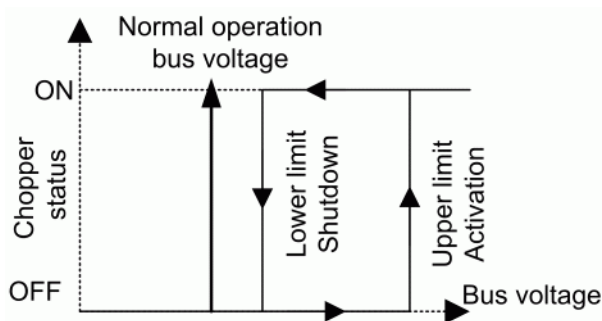 Normal operation
bus voltage
ON
Chopper
status
Lower limit
Shutdown
Upper limit
Activation
OFF
Bus voltage